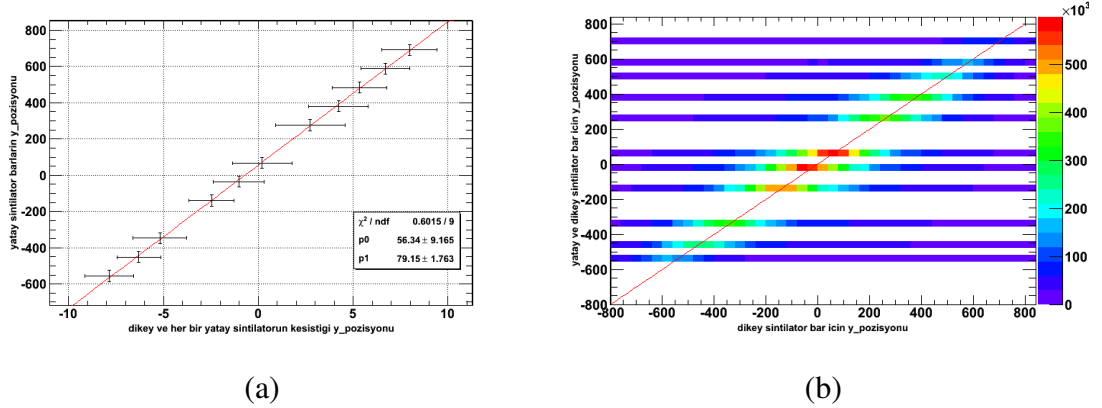 800
600
400
200
0
-200
-400
-600
yatay sintilator barlarin y_pozisyonu
χ² / ndf 0.6015 / 9
p0 56.34 ± 9.165
p1 79.15 ± 1.763
-10 -5 0 5 10
dikey ve her bir yatay sintilatorun kesistigi y_pozisyonu
(a)
×10³
800
600
400
200
0
-200
-400
-600
-800
yatay ve dikey sintilator bar icin y_pozisyonu
-800 -600 -400 -200 0 200 400 600 800
dikey sintilator bar icin y_pozisyonu
500
400
300
200
100
0
(b)